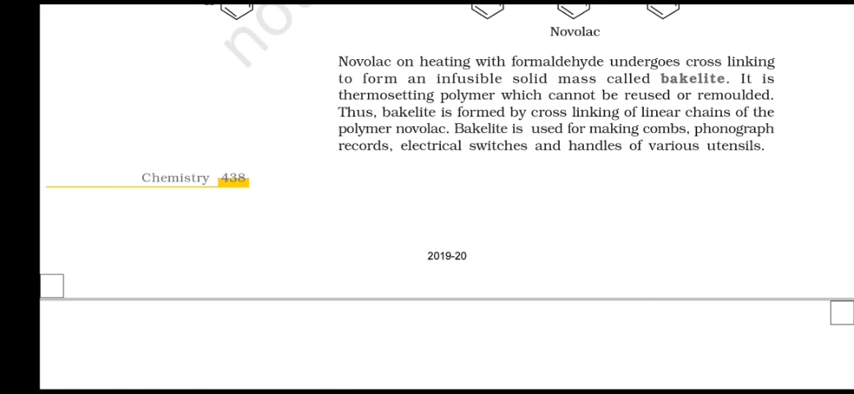 no
Novolac
Novolac on heating with formaldehyde undergoes cross linking
to form an infusible solid mass called bakelite. It is
thermosetting polymer which cannot be reused or remoulded.
Thus, bakelite is formed by cross linking of linear chains of the
polymer novolac. Bakelite is used for making combs, phonograph
records, electrical switches and handles of various utensils.
Chemistry 438
2019-20